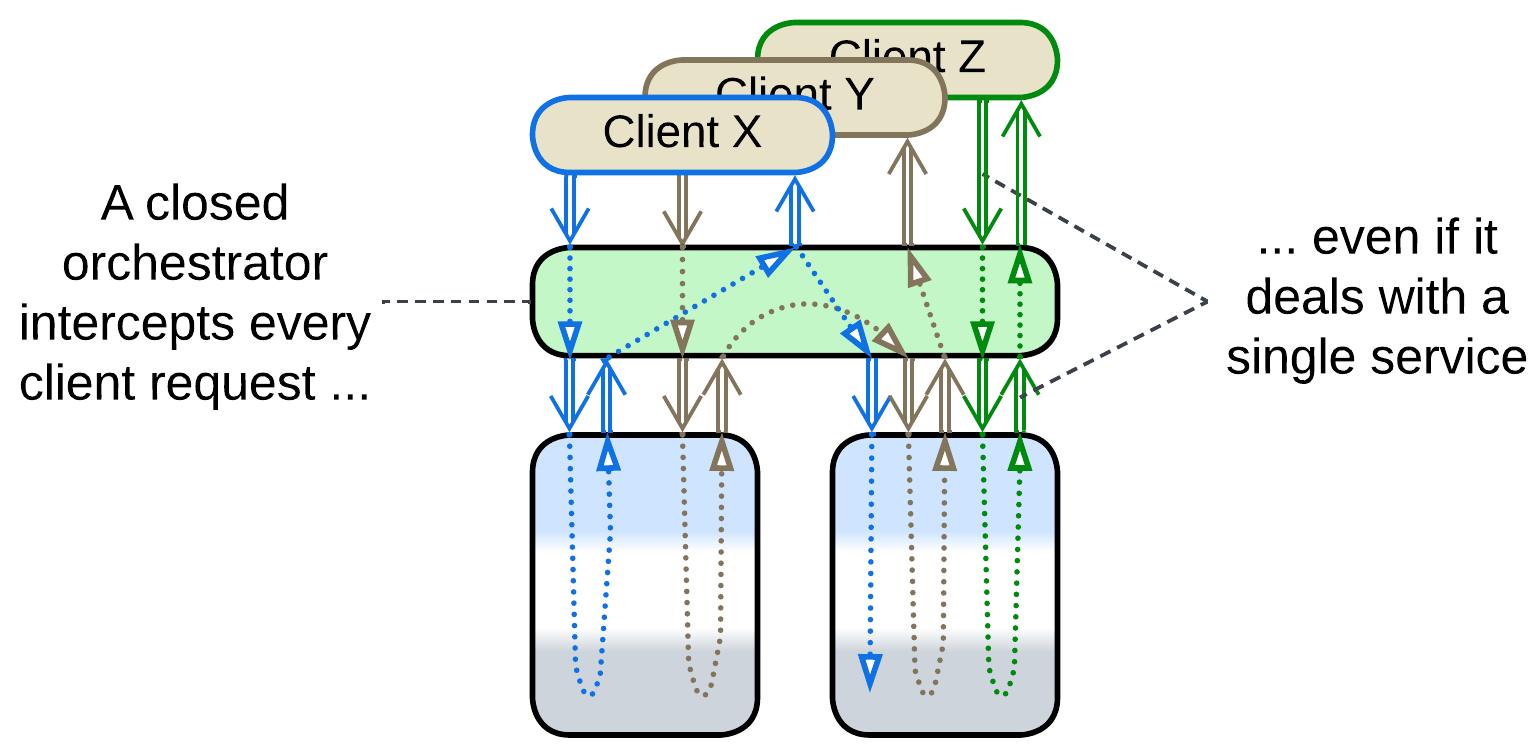 Client Z
Client Y
Client X
A closed
orchestrator
intercepts every
client request ...
... even if it
deals with a
single service